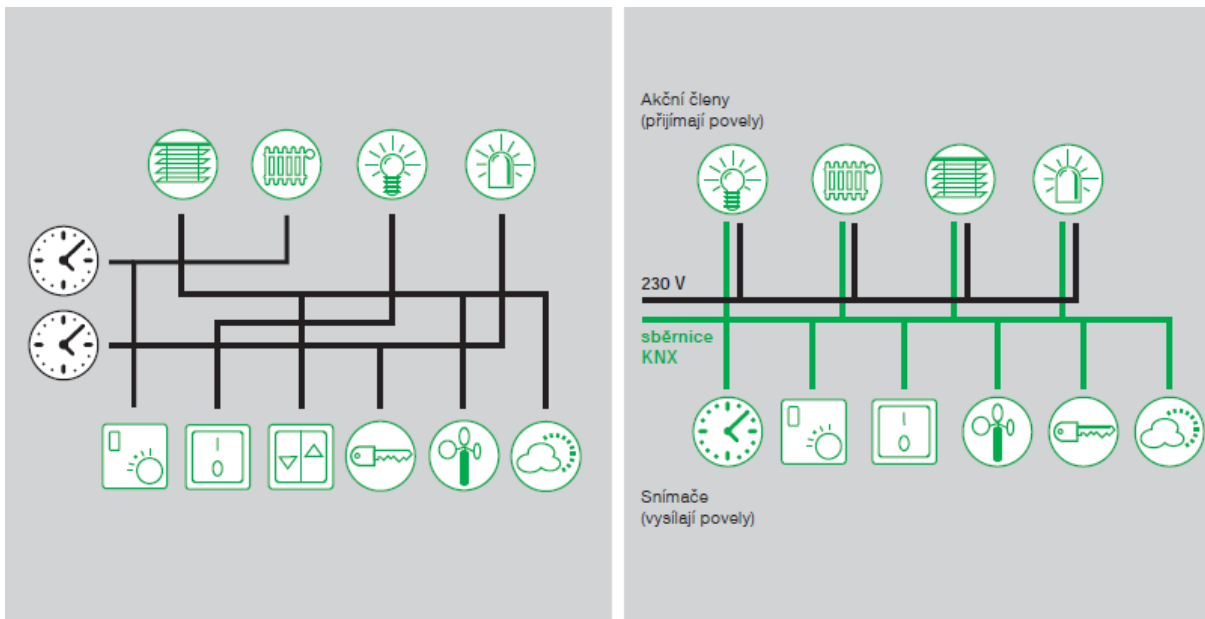 Akční členy
(přijímají povely)
230 V
sběrnice
KNX
Snímače
(vysílají povely)